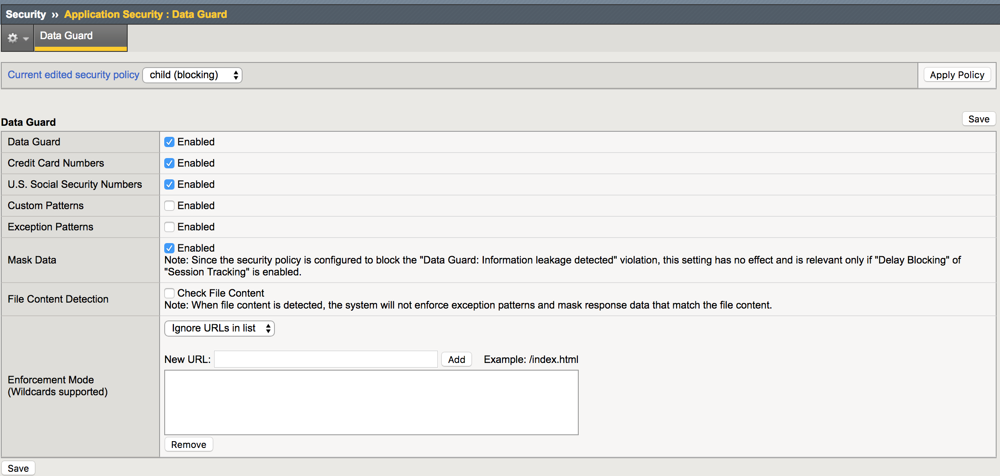 Security » Application Security : Data Guard
Data Guard
Current edited security policy child (blocking) Apply Policy
Data Guard Save
Data Guard Enabled
Credit Card Numbers Enabled
U.S. Social Security Numbers Enabled
Custom Patterns Enabled
Exception Patterns Enabled
Mask Data Enabled
Note: Since the security policy is configured to block the "Data Guard: Information leakage detected" violation, this setting has no effect and is relevant only if "Delay Blocking" of
"Session Tracking" is enabled.
File Content Detection Check File Content
Note: When file content is detected, the system will not enforce exception patterns and mask response data that match the file content.
Enforcement Mode
(Wildcards supported)
Ignore URLs in list
New URL: Add Example: /index.html
Remove
Save